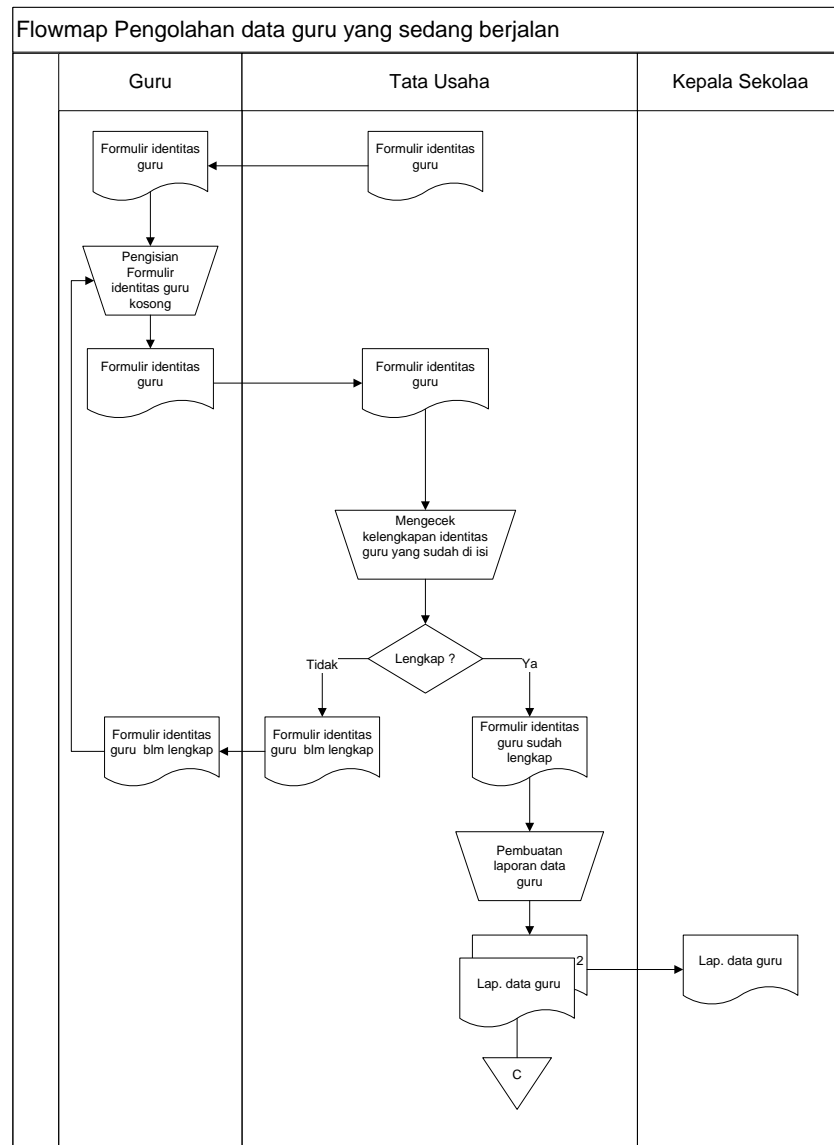 Flowmap Pengolahan data guru yang sedang berjalan
Guru
Tata Usaha
Kepala Sekolaa
Formulir identitas
guru
Formulir identitas
guru
Pengisian
Formulir
identitas guru
kosong
Formulir identitas
guru
Formulir identitas
guru
Mengecek
kelengkapan identitas
guru yang sudah di isi
Lengkap ?
Tidak
Ya
Formulir identitas
guru blm lengkap
Formulir identitas
guru blm lengkap
Formulir identitas
guru sudah
lengkap
Pembuatan
laporan data
guru
2
Lap. data guru
Lap. data guru
C